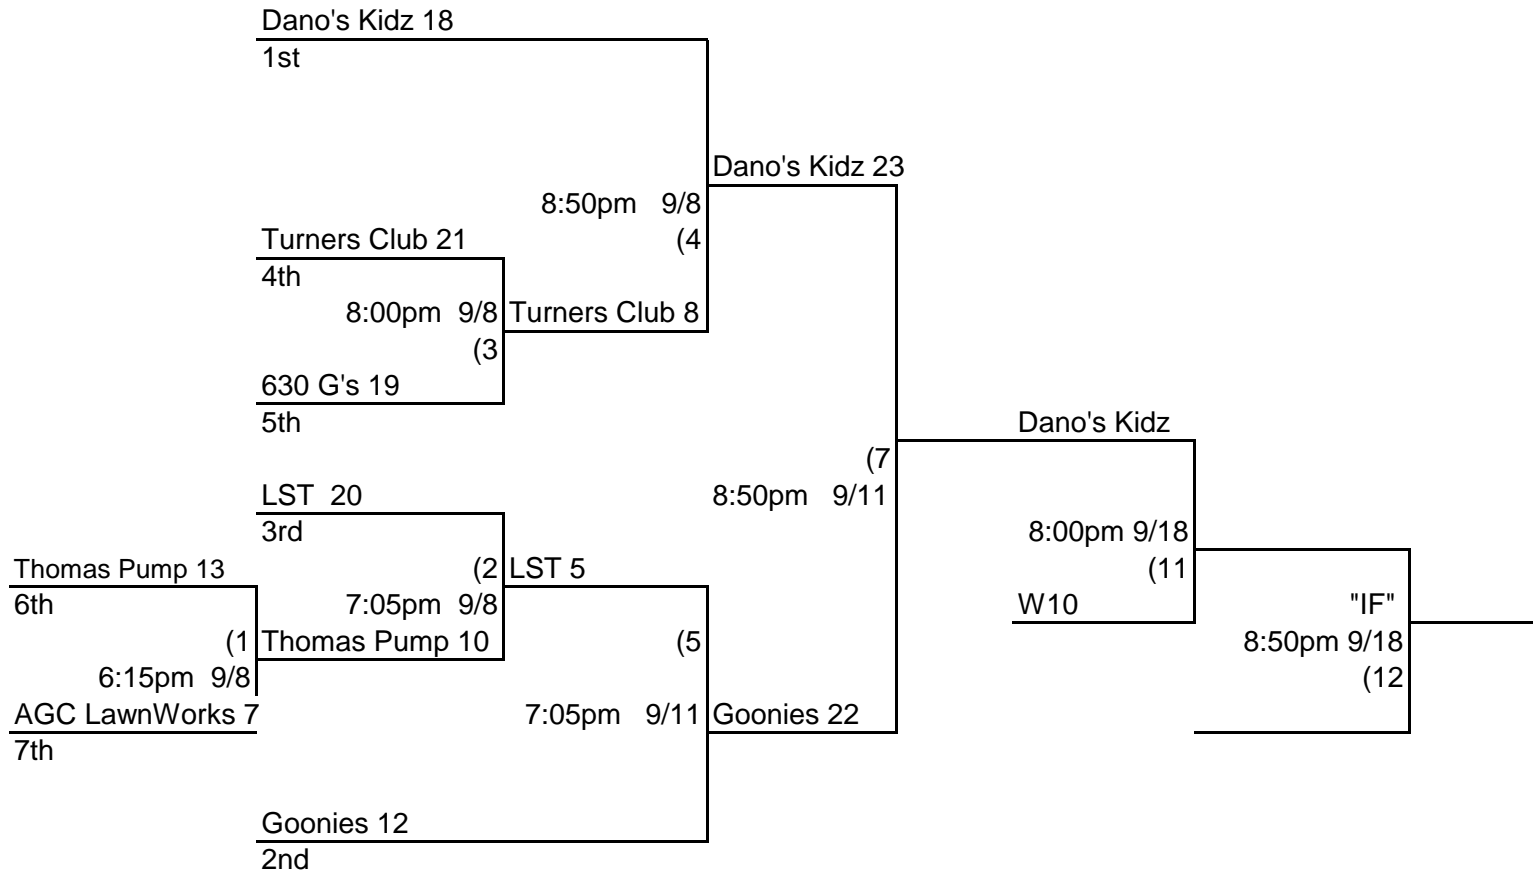 Dano's Kidz 18
1st
Dano's Kidz 23
8:50pm 9/8
(4
Turners Club 21
4th
8:00pm 9/8
Turners Club 8
(3
630 G's 19
5th
Dano's Kidz
(7
8:50pm 9/11
LST 20
3rd
8:00pm 9/18
(11
Thomas Pump 13
6th
(2
LST 5
7:05pm 9/8
W10
"IF"
8:50pm 9/18
(12
(1
Thomas Pump 10
(5
6:15pm 9/8
AGC LawnWorks 7
7th
7:05pm 9/11
Goonies 22
Goonies 12
2nd